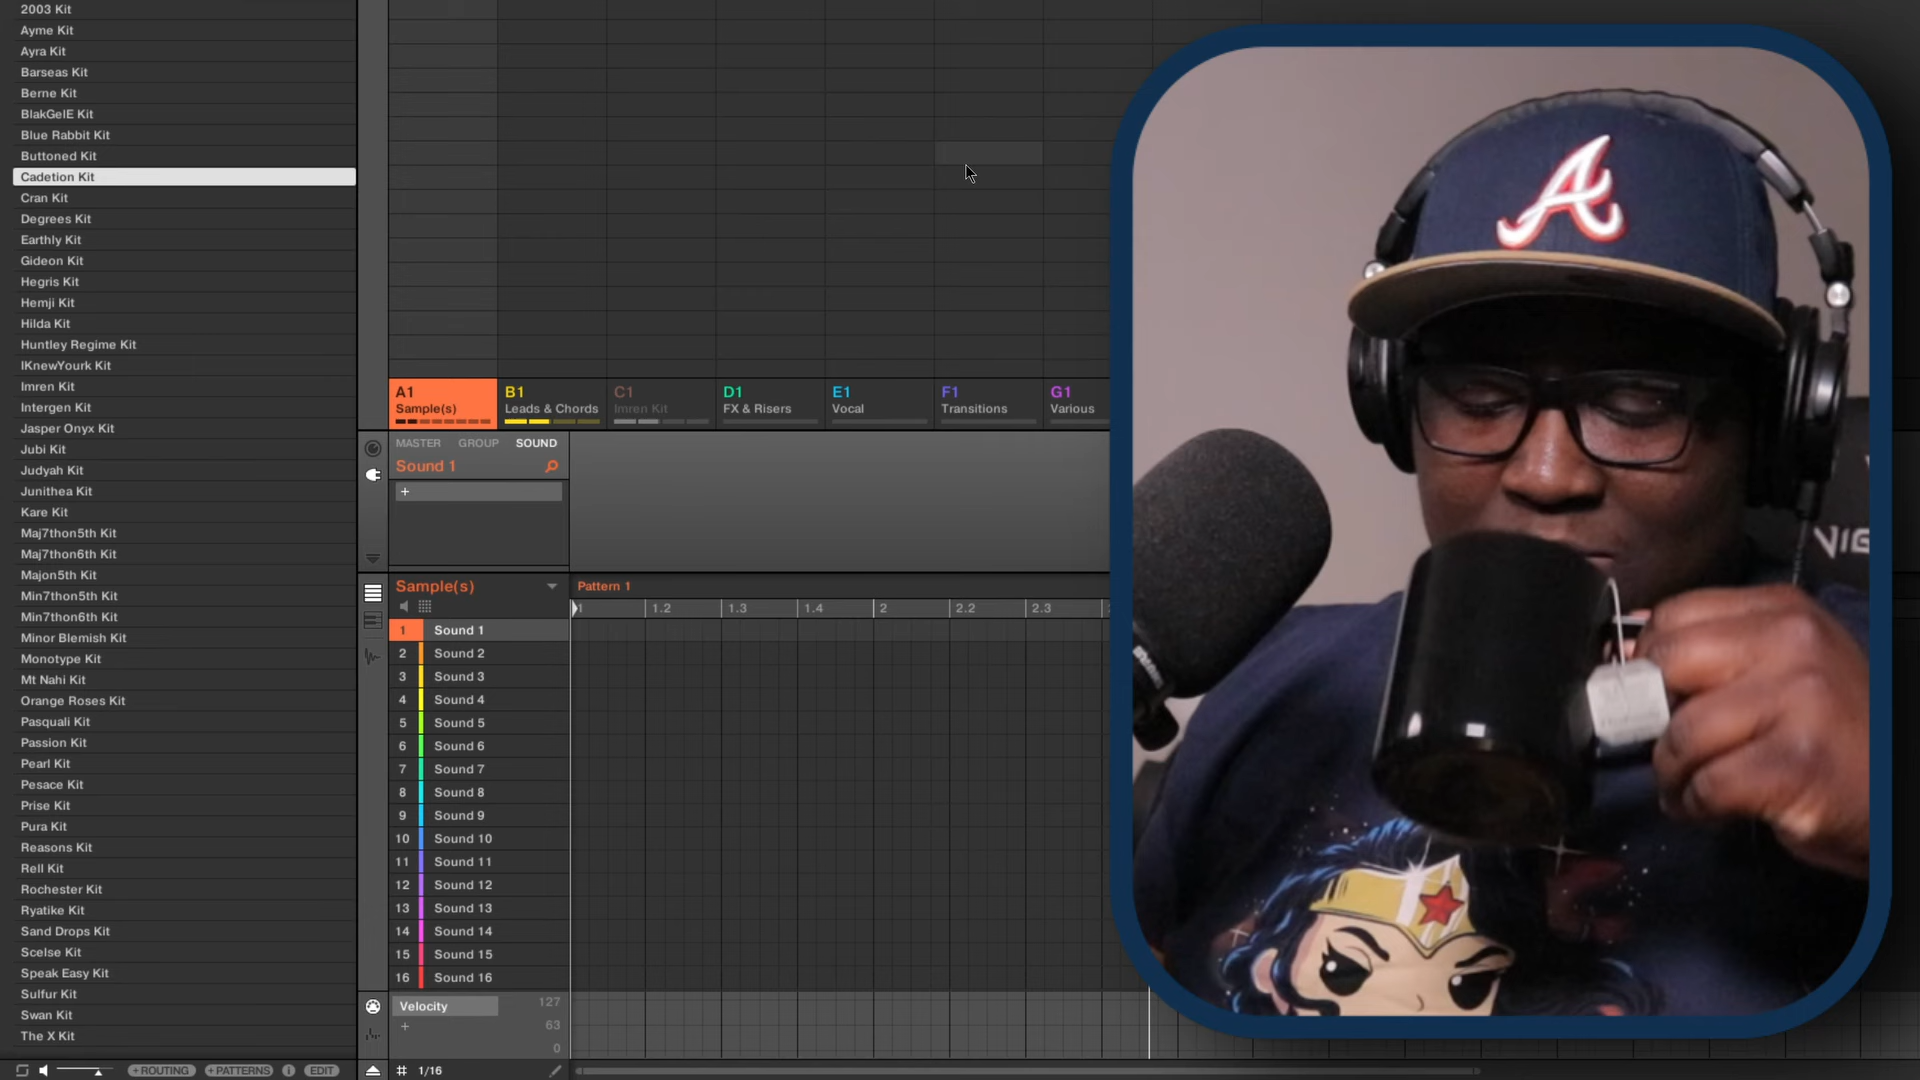 2003 Kit
Ayme Kit
Ayra Kit
Barseas Kit
Berne Kit
BlakGelE Kit
Blue Rabbit Kit
Buttoned Kit
Cadetion Kit
Cran Kit
Degrees Kit
Earthly Kit
Gideon Kit
Hegris Kit
Hemji Kit
Hilda Kit
Huntley Regime Kit
IKnewYourk Kit
Imren Kit
Intergen Kit
Jasper Onyx Kit
Jubi Kit
Judyah Kit
Junithea Kit
Kare Kit
Maj7thon5th Kit
Maj7thon6th Kit
Majon5th Kit
Min7thon5th Kit
Min7thon6th Kit
Minor Blemish Kit
Monotype Kit
Mt Nahi Kit
Orange Roses Kit
Pasquali Kit
Passion Kit
Pearl Kit
Pesace Kit
Prise Kit
Pura Kit
Reasons Kit
Rell Kit
Rochester Kit
Ryatike Kit
Sand Drops Kit
Scelse Kit
Speak Easy Kit
Sulfur Kit
Swan Kit
The X Kit
+ROUTING +PATTERNS i EDIT
A1 B1 C1 D1 E1 F1 G1
Sample(s) Leads & Chords Imren Kit FX & Risers Vocal Transitions Various
MASTER GROUP SOUND
Sound 1
+
Sample(s) Pattern 1
1 1.2 1.3 1.4 2 2.2 2.3
1 Sound 1
2 Sound 2
3 Sound 3
4 Sound 4
5 Sound 5
6 Sound 6
7 Sound 7
8 Sound 8
9 Sound 9
10 Sound 10
11 Sound 11
12 Sound 12
13 Sound 13
14 Sound 14
15 Sound 15
16 Sound 16
Velocity 127
+ 63
0
# 1/16
A
VIG